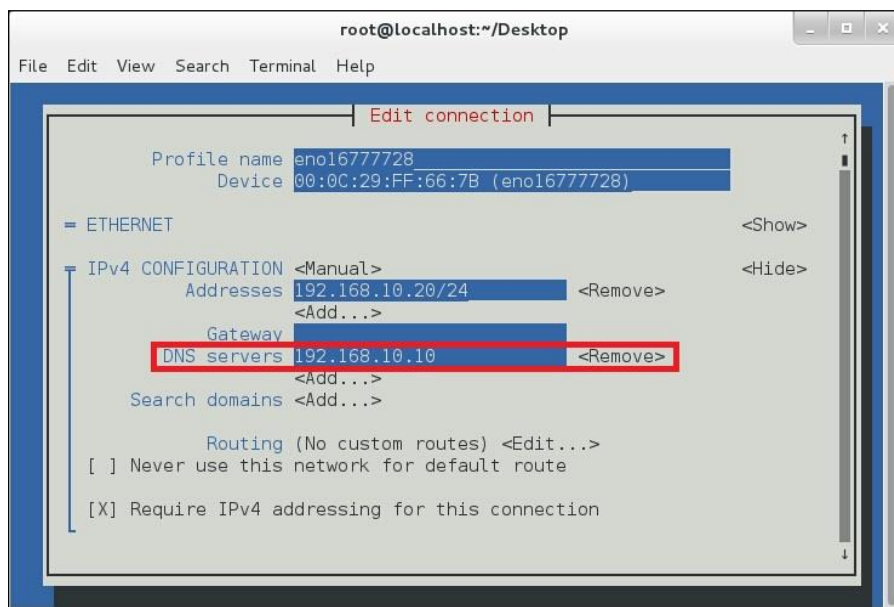 root@localhost:~/Desktop
File Edit View Search Terminal Help
Edit connection
Profile name eno16777728
Device 00:0C:29:FF:66:7B (eno16777728)
= ETHERNET <Show>
IPv4 CONFIGURATION <Manual> <Hide>
Addresses 192.168.10.20/24 <Remove>
<Add...>
Gateway
DNS servers 192.168.10.10 <Remove>
<Add...>
Search domains <Add...>
Routing (No custom routes) <Edit...>
[ ] Never use this network for default route
[X] Require IPv4 addressing for this connection